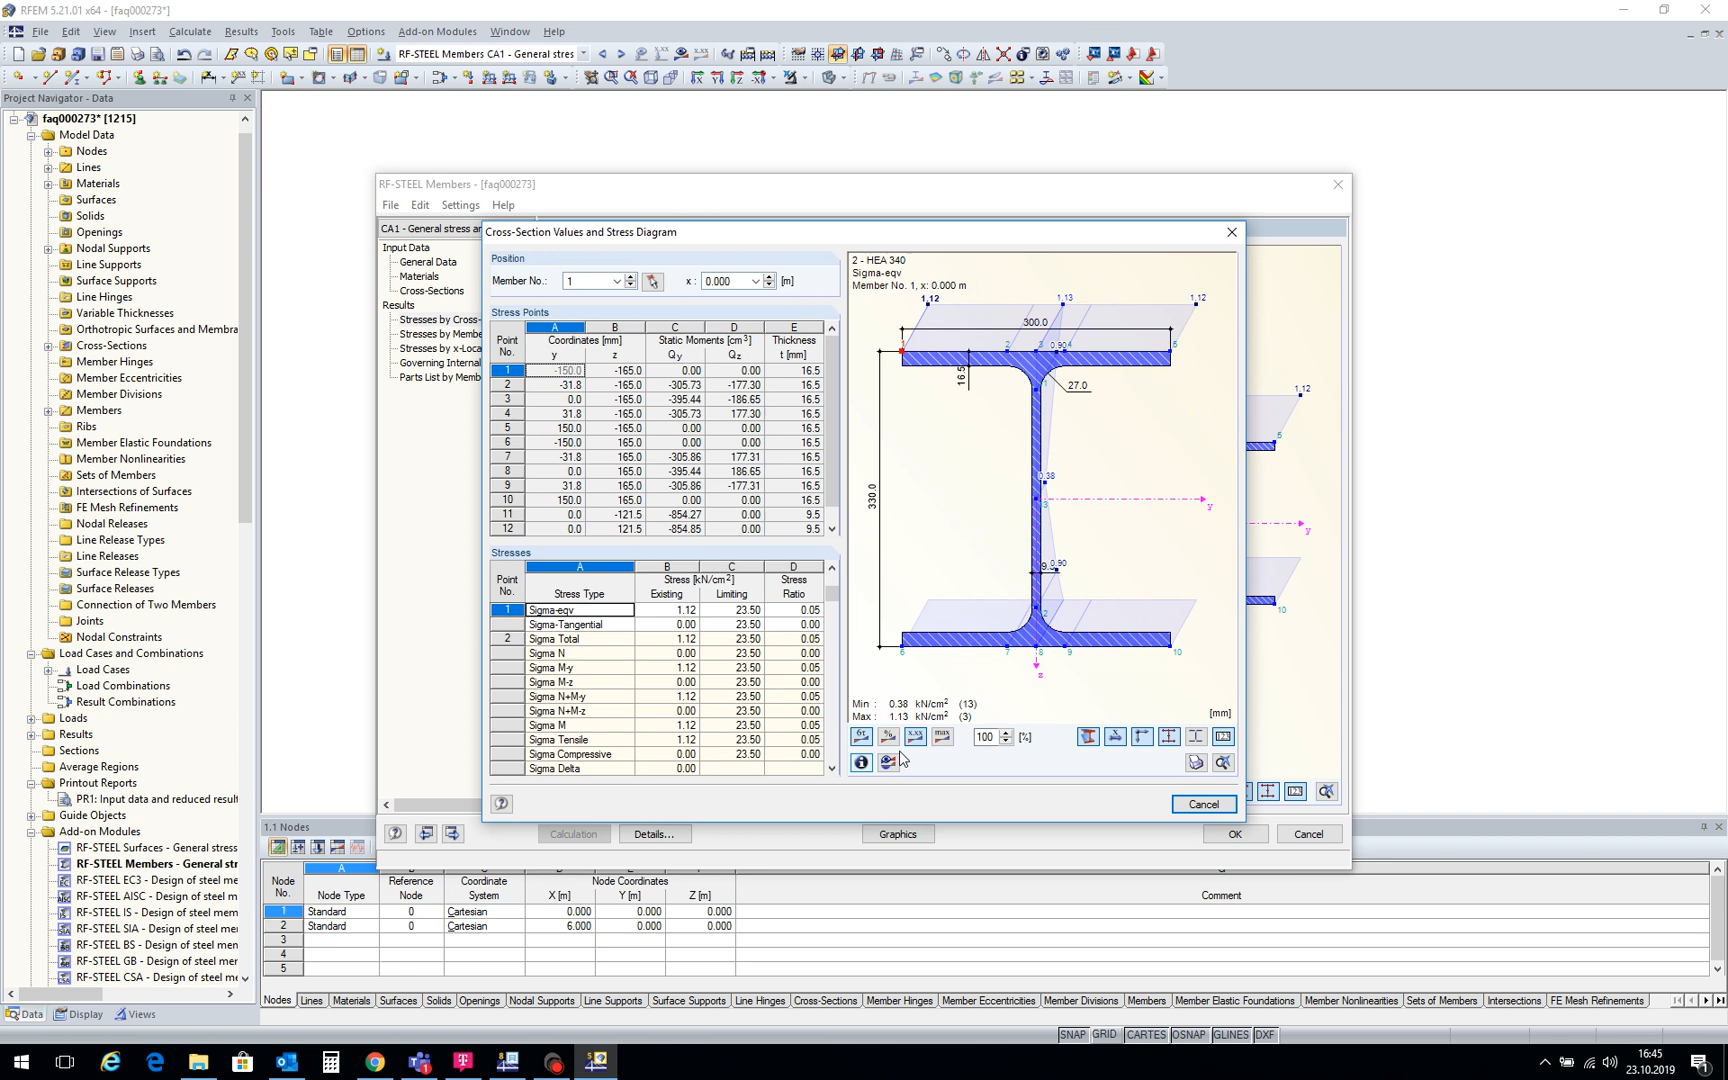 RFEM 5.21.01 x64 - [faq000273*]
File Edit View Insert Calculate Results Tools Table Options Add-on Modules Window Help
RF-STEEL Members CA1 - General stres
Project Navigator - Data
faq000273* [1215]
Model Data
Nodes
Lines
Materials
Surfaces
Solids
Openings
Nodal Supports
Line Supports
Surface Supports
Line Hinges
Variable Thicknesses
Orthotropic Surfaces and Membra
Cross-Sections
Member Hinges
Member Eccentricities
Member Divisions
Members
Ribs
Member Elastic Foundations
Member Nonlinearities
Sets of Members
Intersections of Surfaces
FE Mesh Refinements
Nodal Releases
Line Release Types
Line Releases
Surface Release Types
Surface Releases
Connection of Two Members
Joints
Nodal Constraints
Load Cases and Combinations
Load Cases
Load Combinations
Result Combinations
Loads
Results
Sections
Average Regions
Printout Reports
PR1: Input data and reduced result
Guide Objects
Add-on Modules
RF-STEEL Surfaces - General stress
RF-STEEL Members - General str
RF-STEEL EC3 - Design of steel me
RF-STEEL AISC - Design of steel me
RF-STEEL IS - Design of steel mem
RF-STEEL SIA - Design of steel mer
RF-STEEL BS - Design of steel men
RF-STEEL GB - Design of steel men
RF-STEEL CSA - Design of steel me
Data Display Views
RF-STEEL Members - [faq000273]
File Edit Settings Help
CA1 - General stress an
Input Data
General Data
Materials
Cross-Sections
Results
Stresses by Cross-
Stresses by Membe
Stresses by x-Loca
Governing Internal
Parts List by Memb
Cross-Section Values and Stress Diagram
Position
Member No.: 1 x: 0.000 [m]
Stress Points
A B C D E
Point Coordinates [mm] Static Moments [cm³] Thickness
No. y z Qy Qz t [mm]
1 -150.0 -165.0 0.00 0.00 16.5
2 -31.8 -165.0 -305.73 -177.30 16.5
3 0.0 -165.0 -395.44 -186.65 16.5
4 31.8 -165.0 -305.73 177.30 16.5
5 150.0 -165.0 0.00 0.00 16.5
6 -150.0 165.0 0.00 0.00 16.5
7 -31.8 165.0 -305.86 177.31 16.5
8 0.0 165.0 -395.44 186.65 16.5
9 31.8 165.0 -305.86 -177.31 16.5
10 150.0 165.0 0.00 0.00 16.5
11 0.0 -121.5 -854.27 0.00 9.5
12 0.0 121.5 -854.85 0.00 9.5
Stresses
A B C D
Point Stress [kN/cm²] Stress
No. Stress Type Existing Limiting Ratio
1 Sigma-eqv 1.12 23.50 0.05
Sigma-Tangential 0.00 23.50 0.00
2 Sigma Total 1.12 23.50 0.05
Sigma N 0.00 23.50 0.00
Sigma M-y 1.12 23.50 0.05
Sigma M-z 0.00 23.50 0.00
Sigma N+M-y 1.12 23.50 0.05
Sigma N+M-z 0.00 23.50 0.00
Sigma M 1.12 23.50 0.05
Sigma Tensile 1.12 23.50 0.05
Sigma Compressive 0.00 23.50 0.00
Sigma Delta 0.00
2 - HEA 340
Sigma-eqv
Member No. 1, x: 0.000 m
1.12 1.13 1.12
300.0
1 2 3 0.90 4 5
16.5
27.0
1
330.0
0.38
13
y
0.90
2
6 7 8 9 10
z
Min : 0.38 kN/cm² (13)
Max : 1.13 kN/cm² (3)
[mm]
100 [%]
Cancel
1.12
5
y
10
Calculation Details... Graphics OK Cancel
1.1 Nodes
A
Node Reference Coordinate Node Coordinates
No. Node Type Node System X [m] Y [m] Z [m] Comment
1 Standard 0 Cartesian 0.000 0.000 0.000
2 Standard 0 Cartesian 6.000 0.000 0.000
3
4
5
Nodes Lines Materials Surfaces Solids Openings Nodal Supports Line Supports Surface Supports Line Hinges Cross-Sections Member Hinges Member Eccentricities Member Divisions Members Member Elastic Foundations Member Nonlinearities Sets of Members Intersections FE Mesh Refinements
SNAP GRID CARTES OSNAP GLINES DXF
16:45
23.10.2019